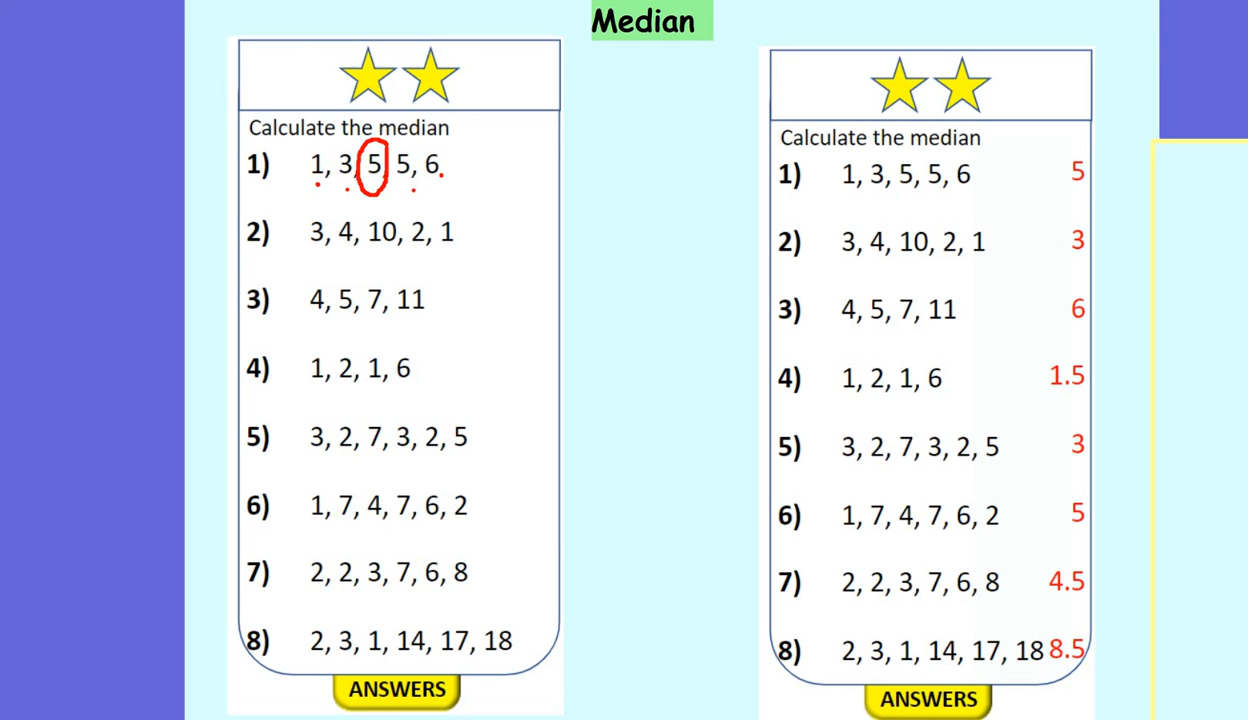 Median
Calculate the median
1) 1, 3, 5, 5, 6
2) 3, 4, 10, 2, 1
3) 4, 5, 7, 11
4) 1, 2, 1, 6
5) 3, 2, 7, 3, 2, 5
6) 1, 7, 4, 7, 6, 2
7) 2, 2, 3, 7, 6, 8
8) 2, 3, 1, 14, 17, 18
ANSWERS
Calculate the median
1) 1, 3, 5, 5, 6 5
2) 3, 4, 10, 2, 1 3
3) 4, 5, 7, 11 6
4) 1, 2, 1, 6 1.5
5) 3, 2, 7, 3, 2, 5 3
6) 1, 7, 4, 7, 6, 2 5
7) 2, 2, 3, 7, 6, 8 4.5
8) 2, 3, 1, 14, 17, 18 8.5
ANSWERS